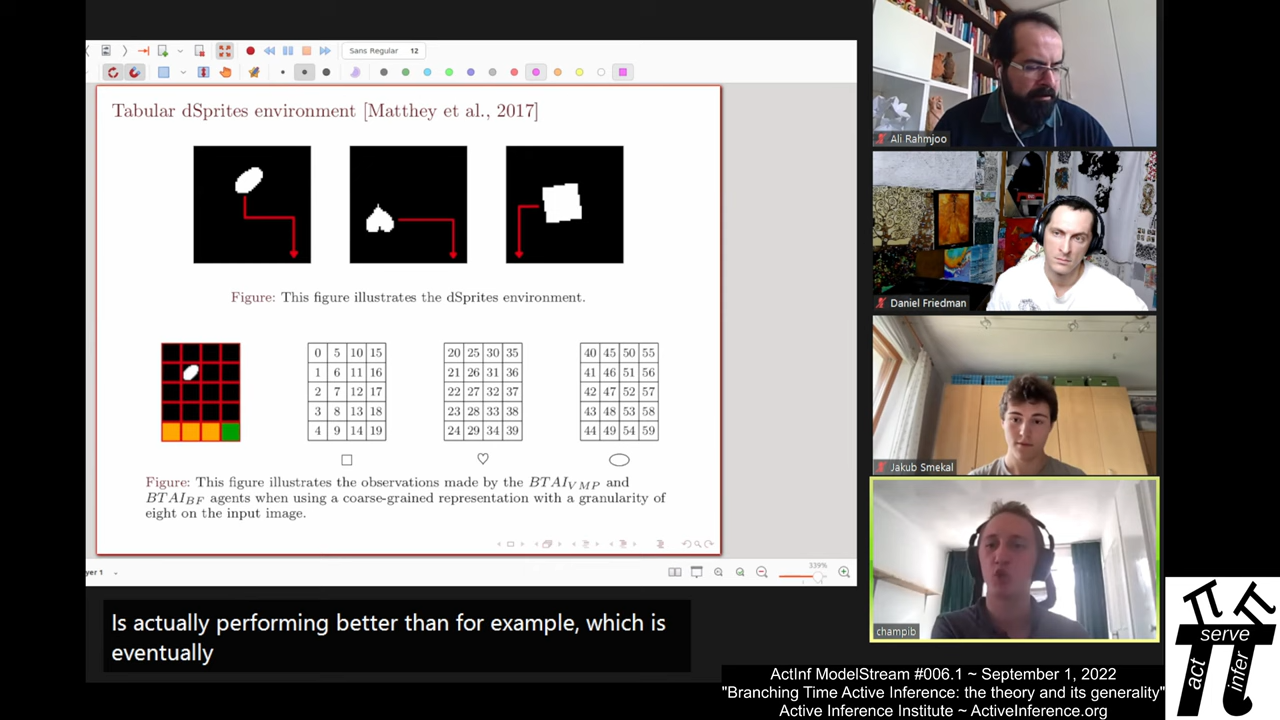 Sans Regular 12
Tabular dSprites environment [Matthey et al., 2017]
Figure: This figure illustrates the dSprites environment.
0 5 10 15
1 6 11 16
2 7 12 17
3 8 13 18
4 9 14 19
20 25 30 35
21 26 31 36
22 27 32 37
23 28 33 38
24 29 34 39
40 45 50 55
41 46 51 56
42 47 52 57
43 48 53 58
44 49 54 59
Figure: This figure illustrates the observations made by the BTAI_VMP and
BTAI_BF agents when using a coarse-grained representation with a granularity of
eight on the input image.
yer 1
339%
Is actually performing better than for example, which is
eventually
Ali Rahmjoo
Daniel Friedman
Jakub Smekal
champib
ActInf ModelStream #006.1 ~ September 1, 2022
"Branching Time Active Inference: the theory and its generality"
Active Inference Institute ~ ActiveInference.org
π π
serve
π
act
infer